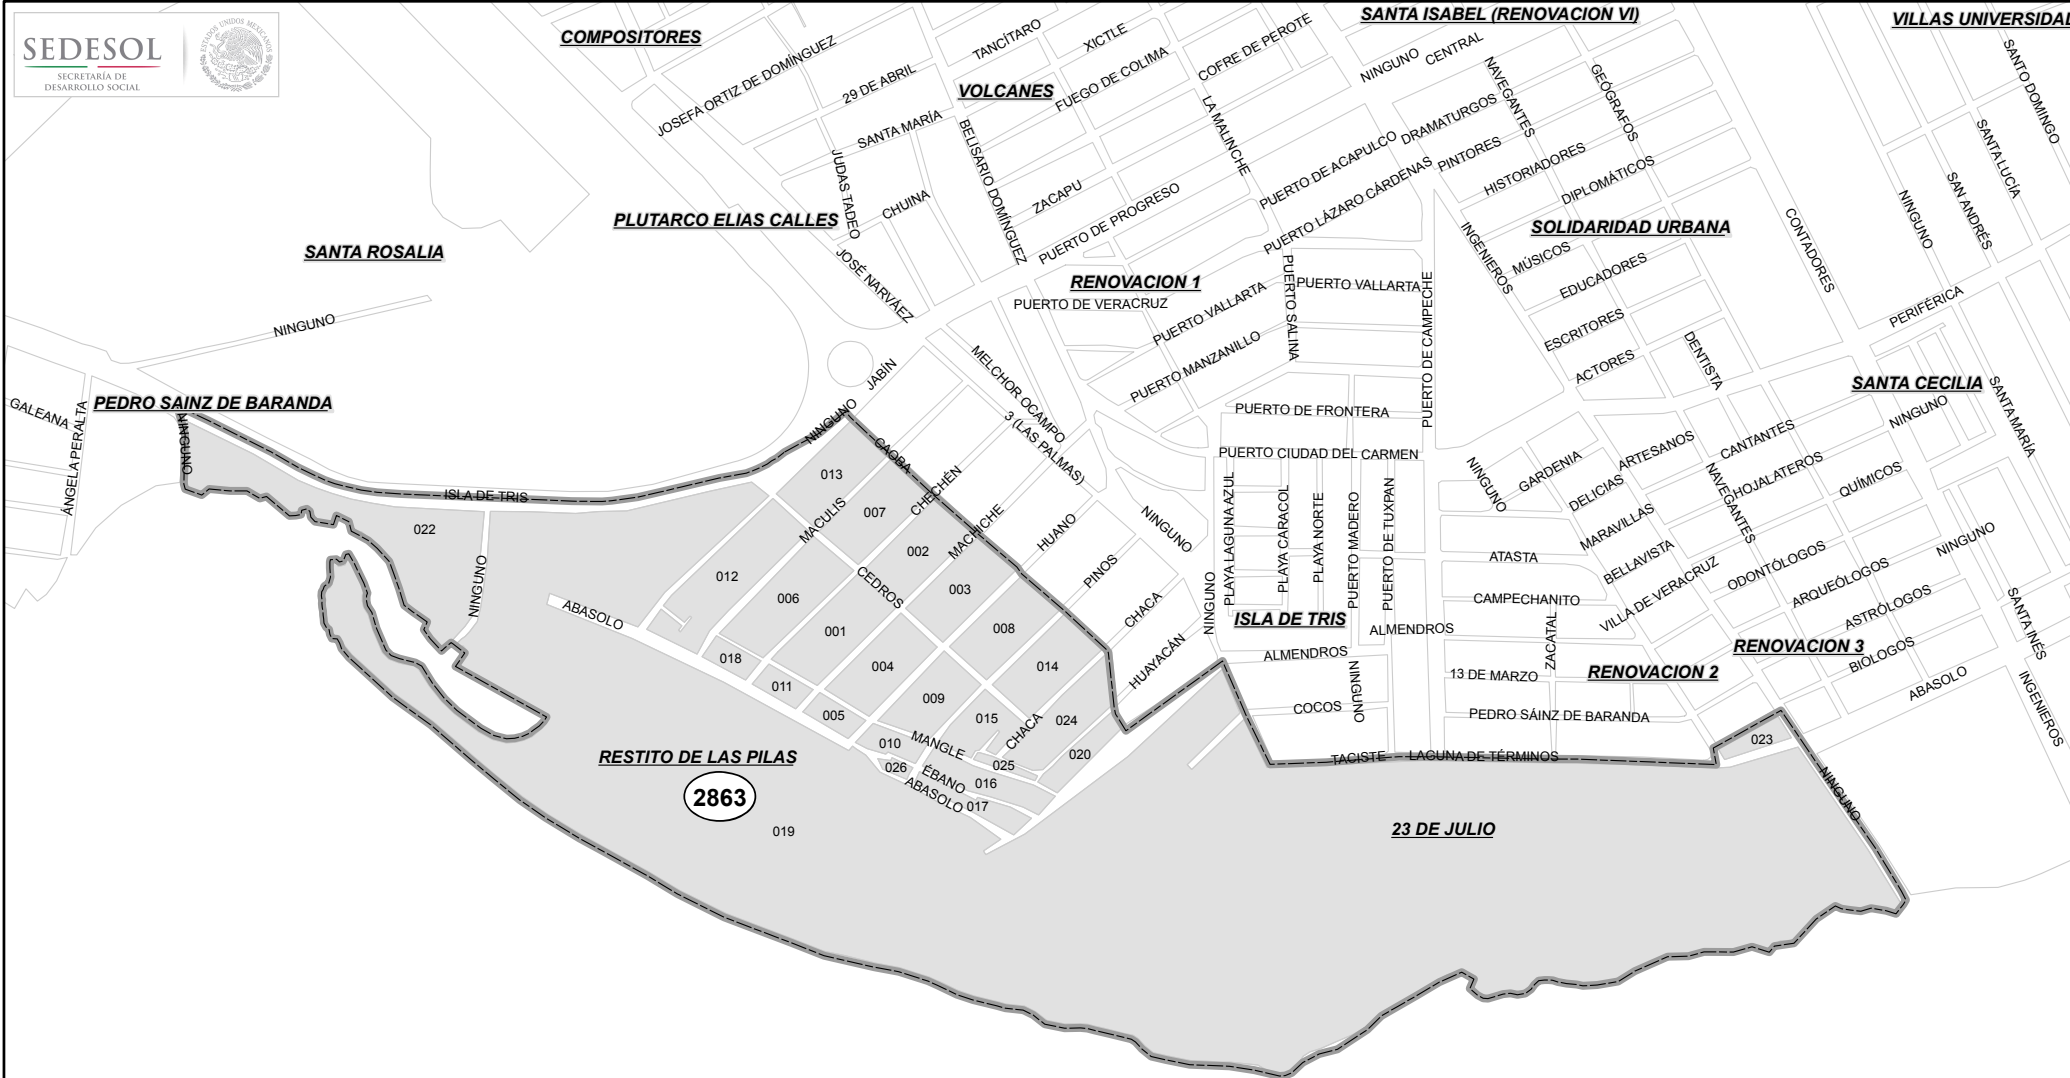 SEDESOL
SECRETARÍA DE
DESARROLLO SOCIAL
ESTADOS UNIDOS MEXICANOS
COMPOSITORES
SANTA ISABEL (RENOVACION VI)
VILLAS UNIVERSIDAD
JOSEFA ORTIZ DE DOMÍNGUEZ
29 DE ABRIL
SANTA MARÍA
TANCÍTARO
XICTLE
VOLCANES
FUEGO DE COLIMA
COFRE DE PEROTE
NINGUNO
CENTRAL
NAVEGANTES
GEÓGRAFOS
SANTO DOMINGO
LA MALINCHE
BELISARIO DOMÍNGUEZ
JUDAS TADEO
CHUINA
ZACAPU
PUERTO DE PROGRESO
PUERTO DE ACAPULCO
DRAMATURGOS
PUERTO LÁZARO CÁRDENAS
PINTORES
HISTORIADORES
DIPLOMÁTICOS
SANTA LUCÍA
SAN ANDRÉS
NINGUNO
CONTADORES
PLUTARCO ELIAS CALLES
SOLIDARIDAD URBANA
SANTA ROSALIA
JOSÉ NARVÁEZ
RENOVACION 1
PUERTO DE VERACRUZ
PUERTO VALLARTA
PUERTO VALLARTA
PUERTO SALINA
PUERTO DE CAMPECHE
INGENIEROS
MÚSICOS
EDUCADORES
ESCRITORES
ACTORES
DENTISTA
PERIFÉRICA
NINGUNO
PUERTO MANZANILLO
MELCHOR OCAMPO
JABÍN
SANTA CECILIA
SANTA MARÍA
GALEANA
ÁNGELA PERALTA
PEDRO SAINZ DE BARANDA
NINGUNO
NINGUNO
CAOBA
3 (LAS PALMAS)
PUERTO DE FRONTERA
PUERTO CIUDAD DEL CARMEN
NINGUNO
GARDENIA
DELICIAS
ARTESANOS
CANTANTES
NINGUNO
HOJALATEROS
QUÍMICOS
NAVEGANTES
MARAVILLAS
BELLAVISTA
ISLA DE TRIS
013
007
002
003
022
012
006
001
MACULIS
CHECHÉN
MACHICHE
CEDROS
HUANO
PINOS
CHACA
HUAYACÁN
NINGUNO
NINGUNO
NINGUNO
PLAYA LAGUNA AZUL
PLAYA CARACOL
PLAYA NORTE
PUERTO MADERO
PUERTO DE TUXPAN
ATASTA
CAMPECHANITO
VILLA DE VERACRUZ
ODONTÓLOGOS
ARQUEÓLOGOS
NINGUNO
ASTRÓLOGOS
BIÓLOGOS
SANTA INÉS
ABASOLO
ISLA DE TRIS
ALMENDROS
ALMENDROS
ZACATAL
RENOVACION 3
018
004
008
014
011
009
005
015
024
CHACA
13 DE MARZO
RENOVACION 2
ABASOLO
INGENIEROS
NINGUNO
COCOS
PEDRO SÁINZ DE BARANDA
010
MANGLE
020
025
026
ÉBANO
016
ABASOLO
017
TACISTE
LAGUNA DE TÉRMINOS
023
RESTITO DE LAS PILAS
2863
019
23 DE JULIO
NINGUNO